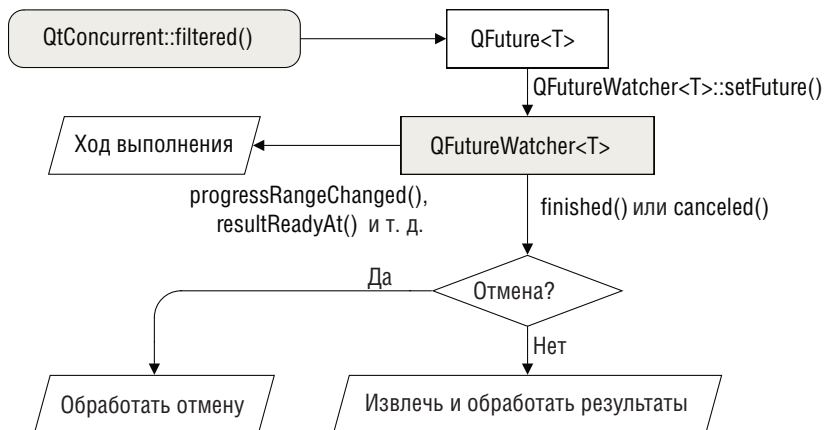 QtConcurrent::filtered()
QFuture<T>
QFutureWatcher<T>::setFuture()
Ход выполнения
QFutureWatcher<T>
progressRangeChanged(),
resultReadyAt() и т. д.
finished() или canceled()
Да
Отмена?
Нет
Обработать отмену
Извлечь и обработать результаты